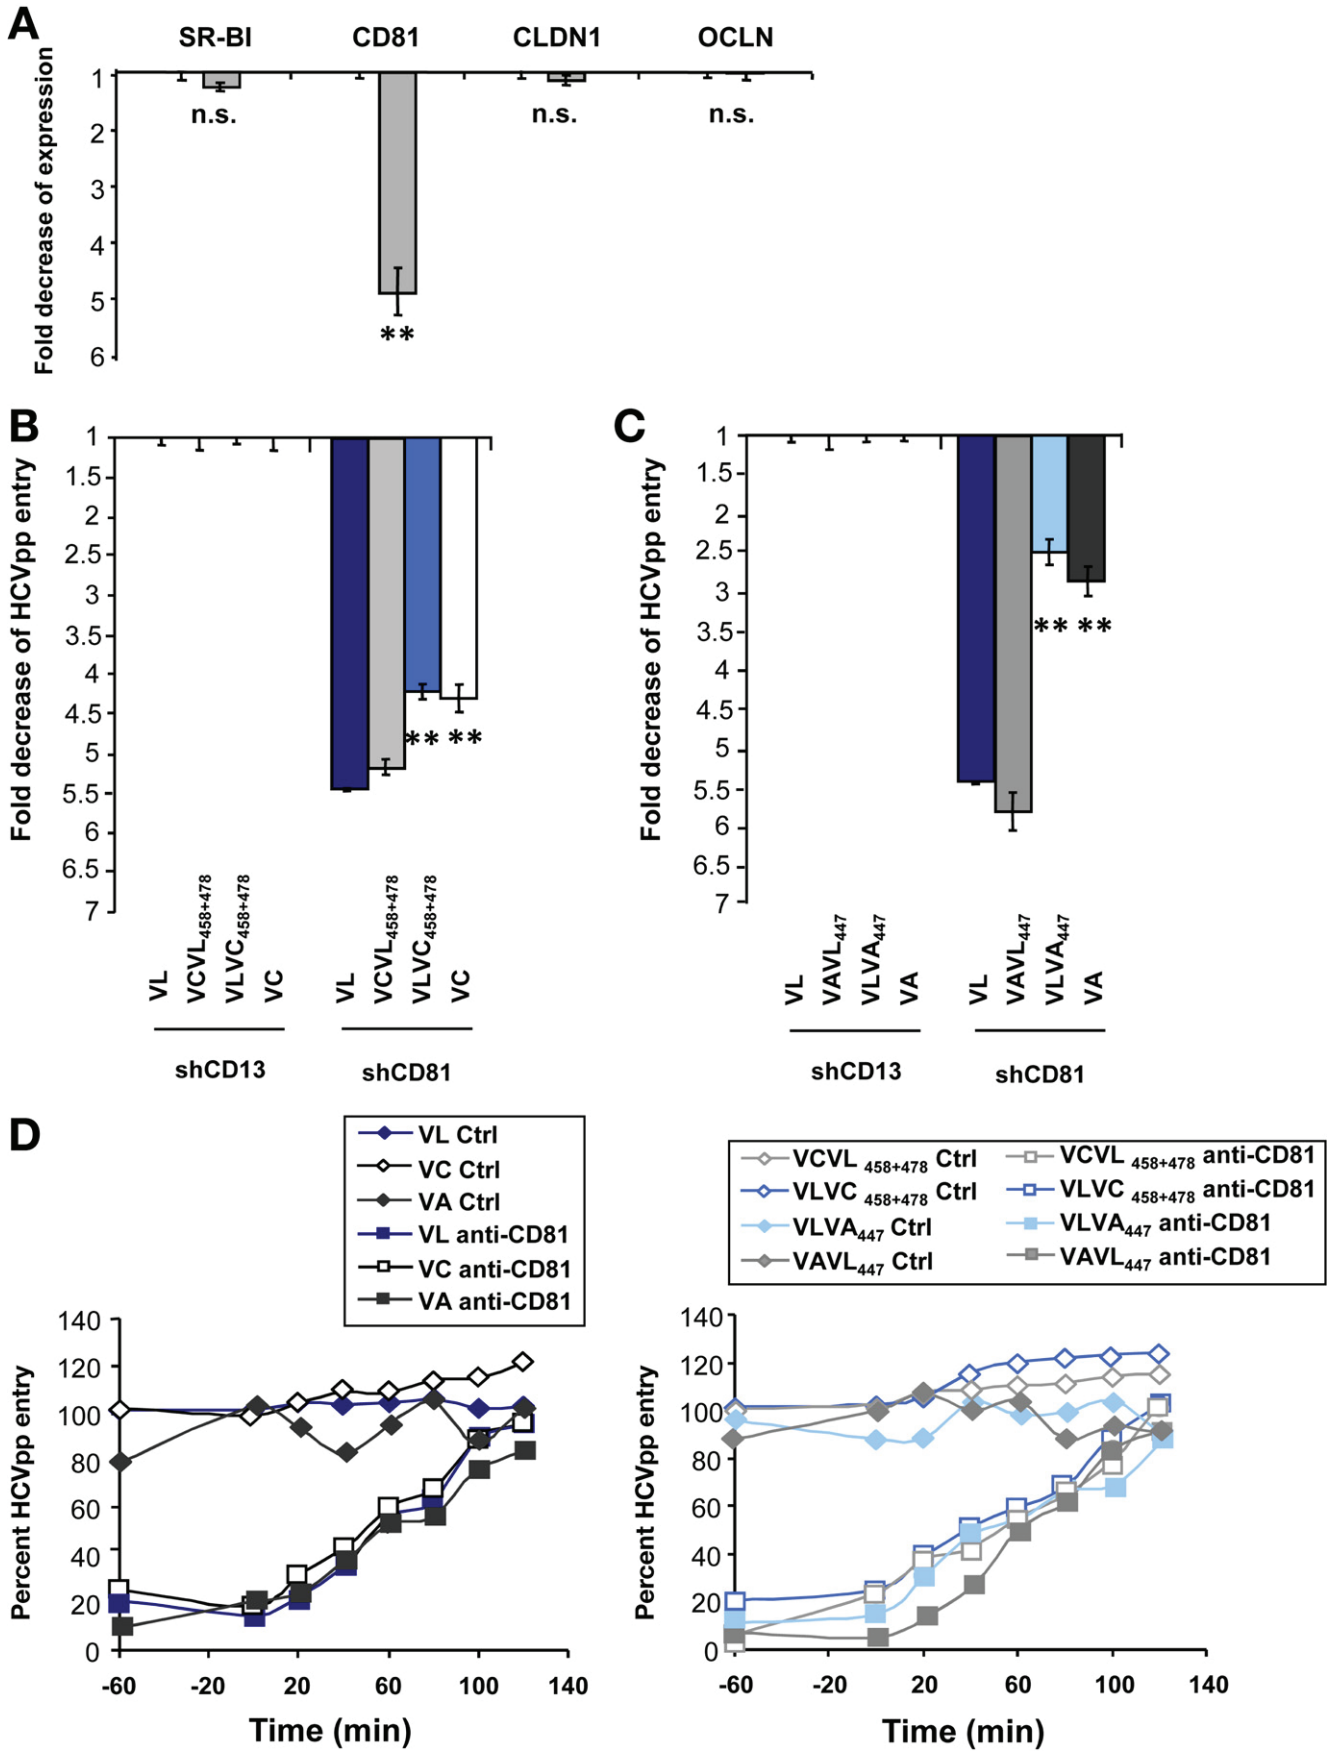 A
SR-BI CD81 CLDN1 OCLN
Fold decrease of expression
1
2
3
4
5
6
n.s. ** n.s. n.s.
B
Fold decrease of HCVpp entry
1
1.5
2
2.5
3
3.5
4
4.5
5
5.5
6
6.5
7
** **
VL VCVL458+478 VLVC458+478 VC VL VCVL458+478 VLVC458+478 VC
shCD13 shCD81
C
Fold decrease of HCVpp entry
1
1.5
2
2.5
3
3.5
4
4.5
5
5.5
6
6.5
7
** **
VL VAVL447 VLVA447 VA VL VAVL447 VLVA447 VA
shCD13 shCD81
D
VL Ctrl
VC Ctrl
VA Ctrl
VL anti-CD81
VC anti-CD81
VA anti-CD81
Percent HCVpp entry
140
120
100
80
60
40
20
0
-60 -20 20 60 100 140
Time (min)
VCVL 458+478 Ctrl VCVL 458+478 anti-CD81
VLVC 458+478 Ctrl VLVC 458+478 anti-CD81
VLVA447 Ctrl VLVA447 anti-CD81
VAVL447 Ctrl VAVL447 anti-CD81
Percent HCVpp entry
140
120
100
80
60
40
20
0
-60 -20 20 60 100 140
Time (min)